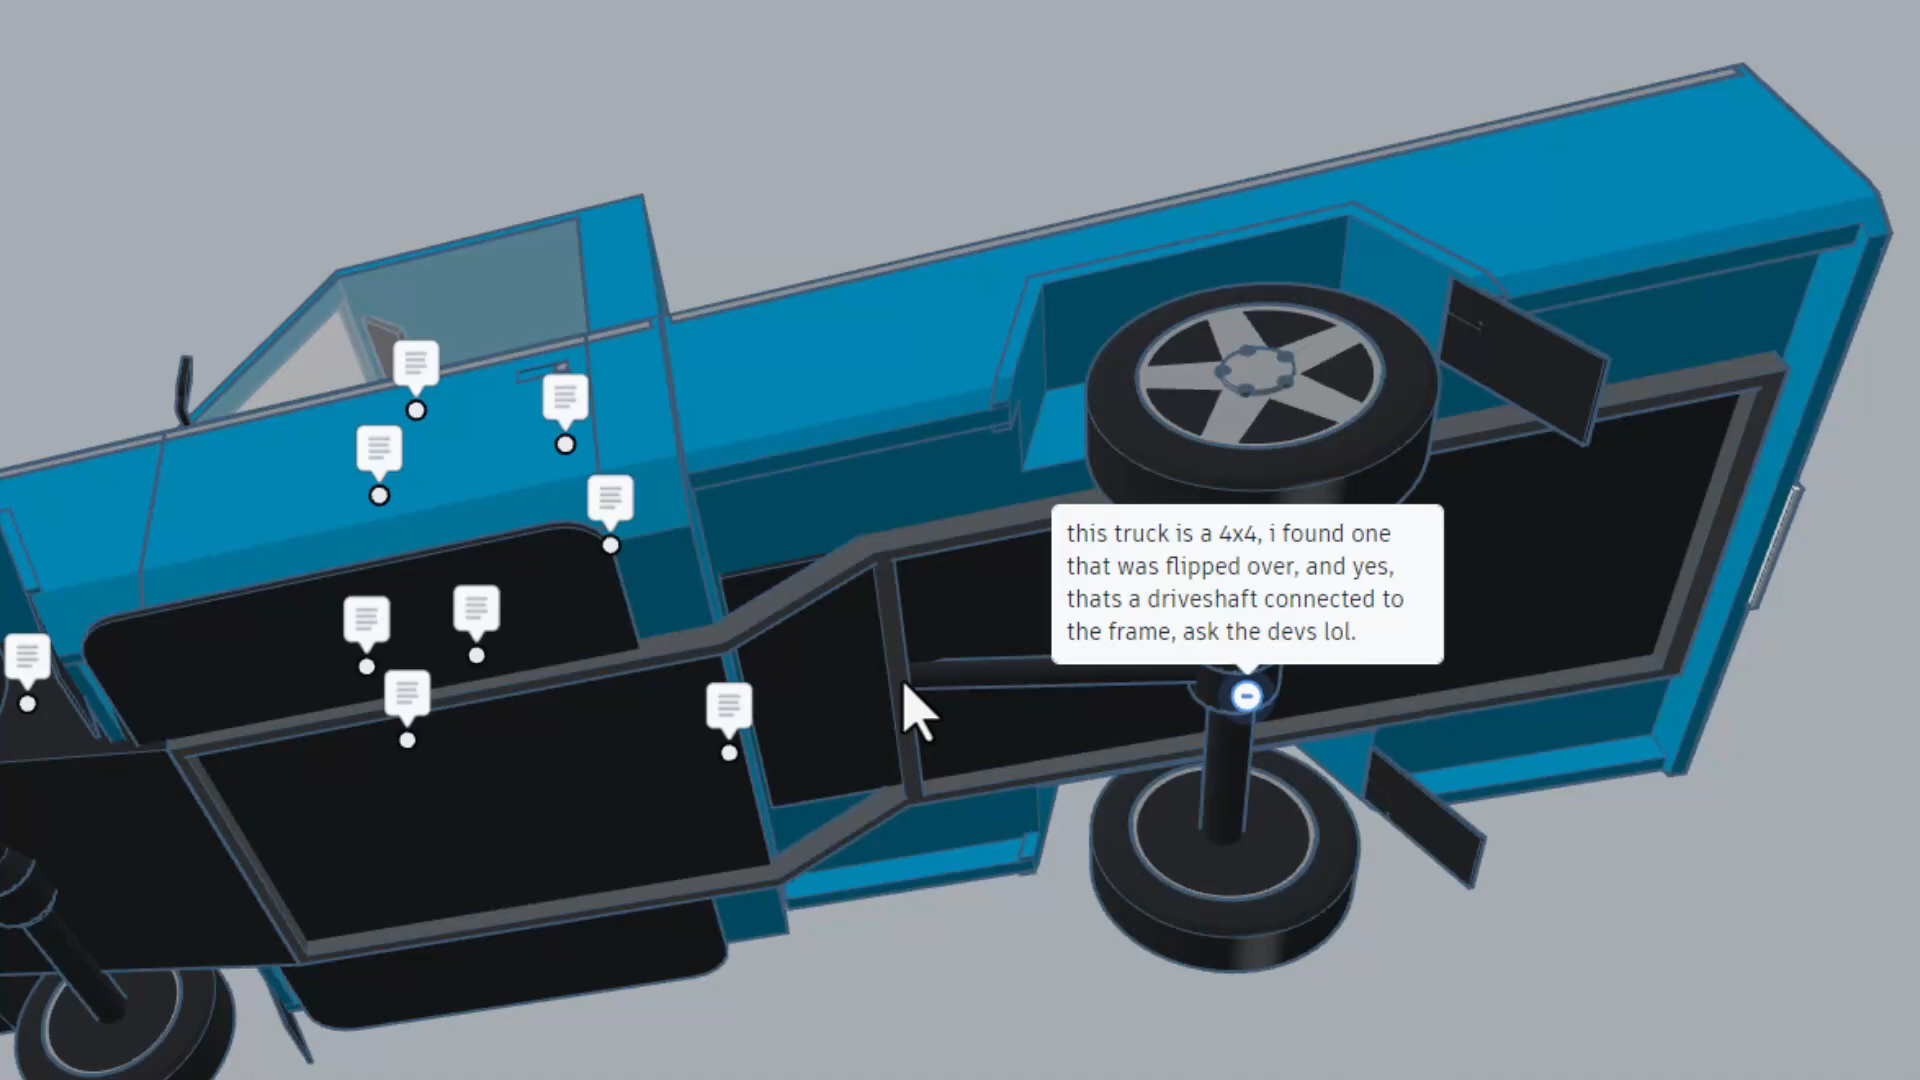 this truck is a 4x4, i found one
that was flipped over, and yes,
thats a driveshaft connected to
the frame, ask the devs lol.